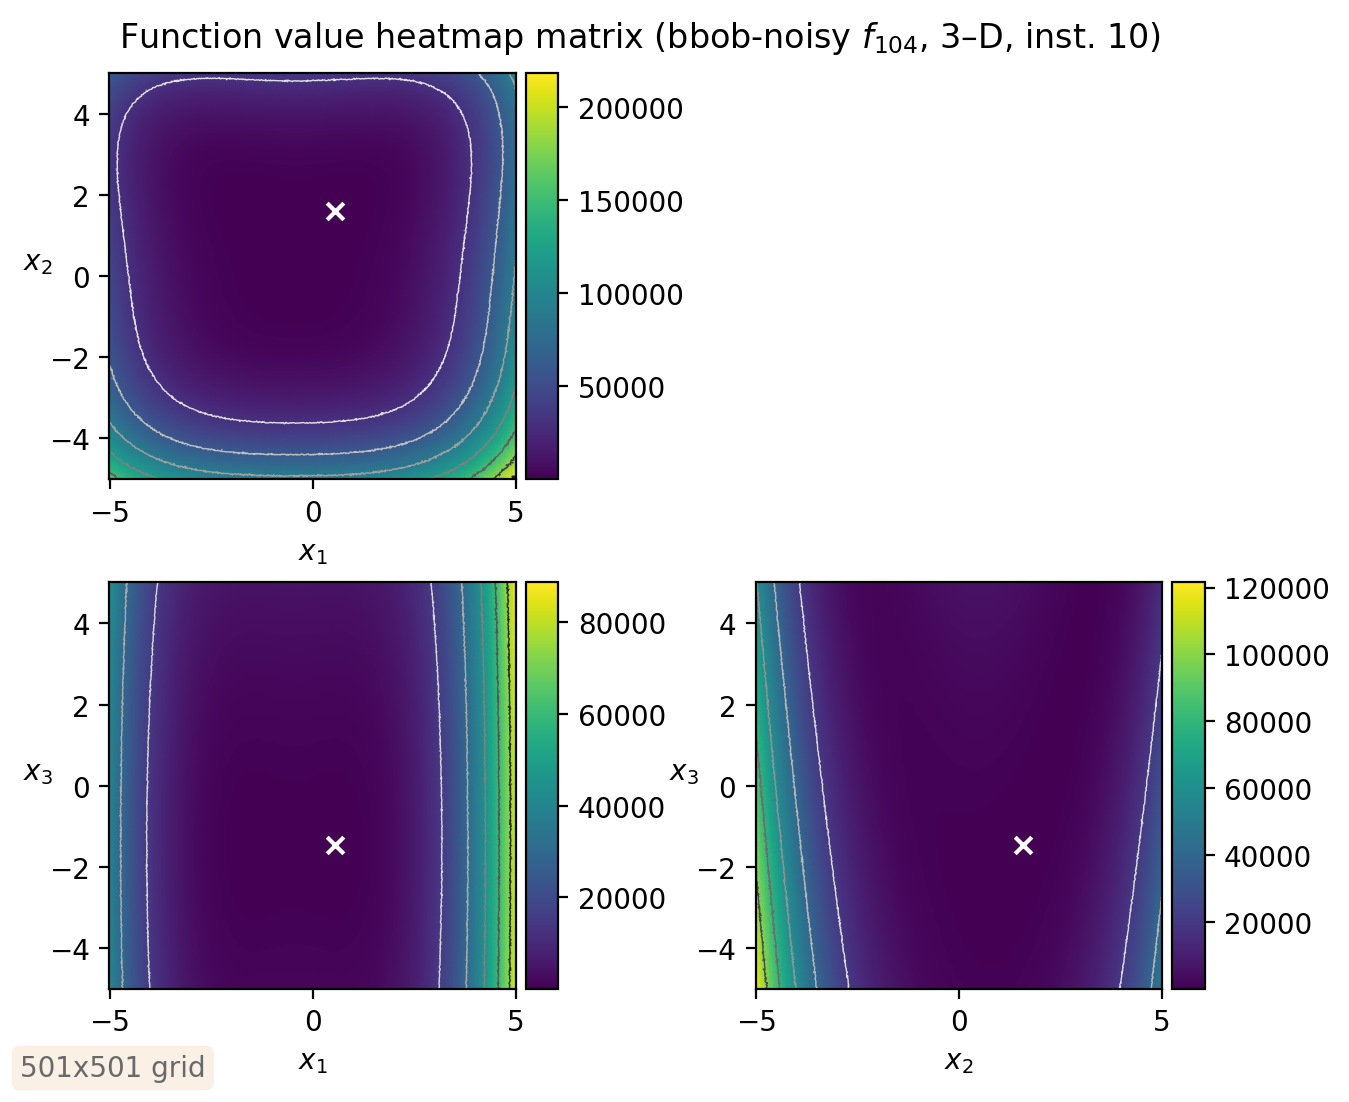 Function value heatmap matrix (bbob-noisy f₁₀₄, 3–D, inst. 10)
4
2
0
−2
−4
x₂
−5 0 5
x₁
200000
150000
100000
50000
4
2
0
−2
−4
x₃
−5 0 5
x₁
80000
60000
40000
20000
4
2
0
−2
−4
x₃
−5 0 5
x₂
120000
100000
80000
60000
40000
20000
501x501 grid